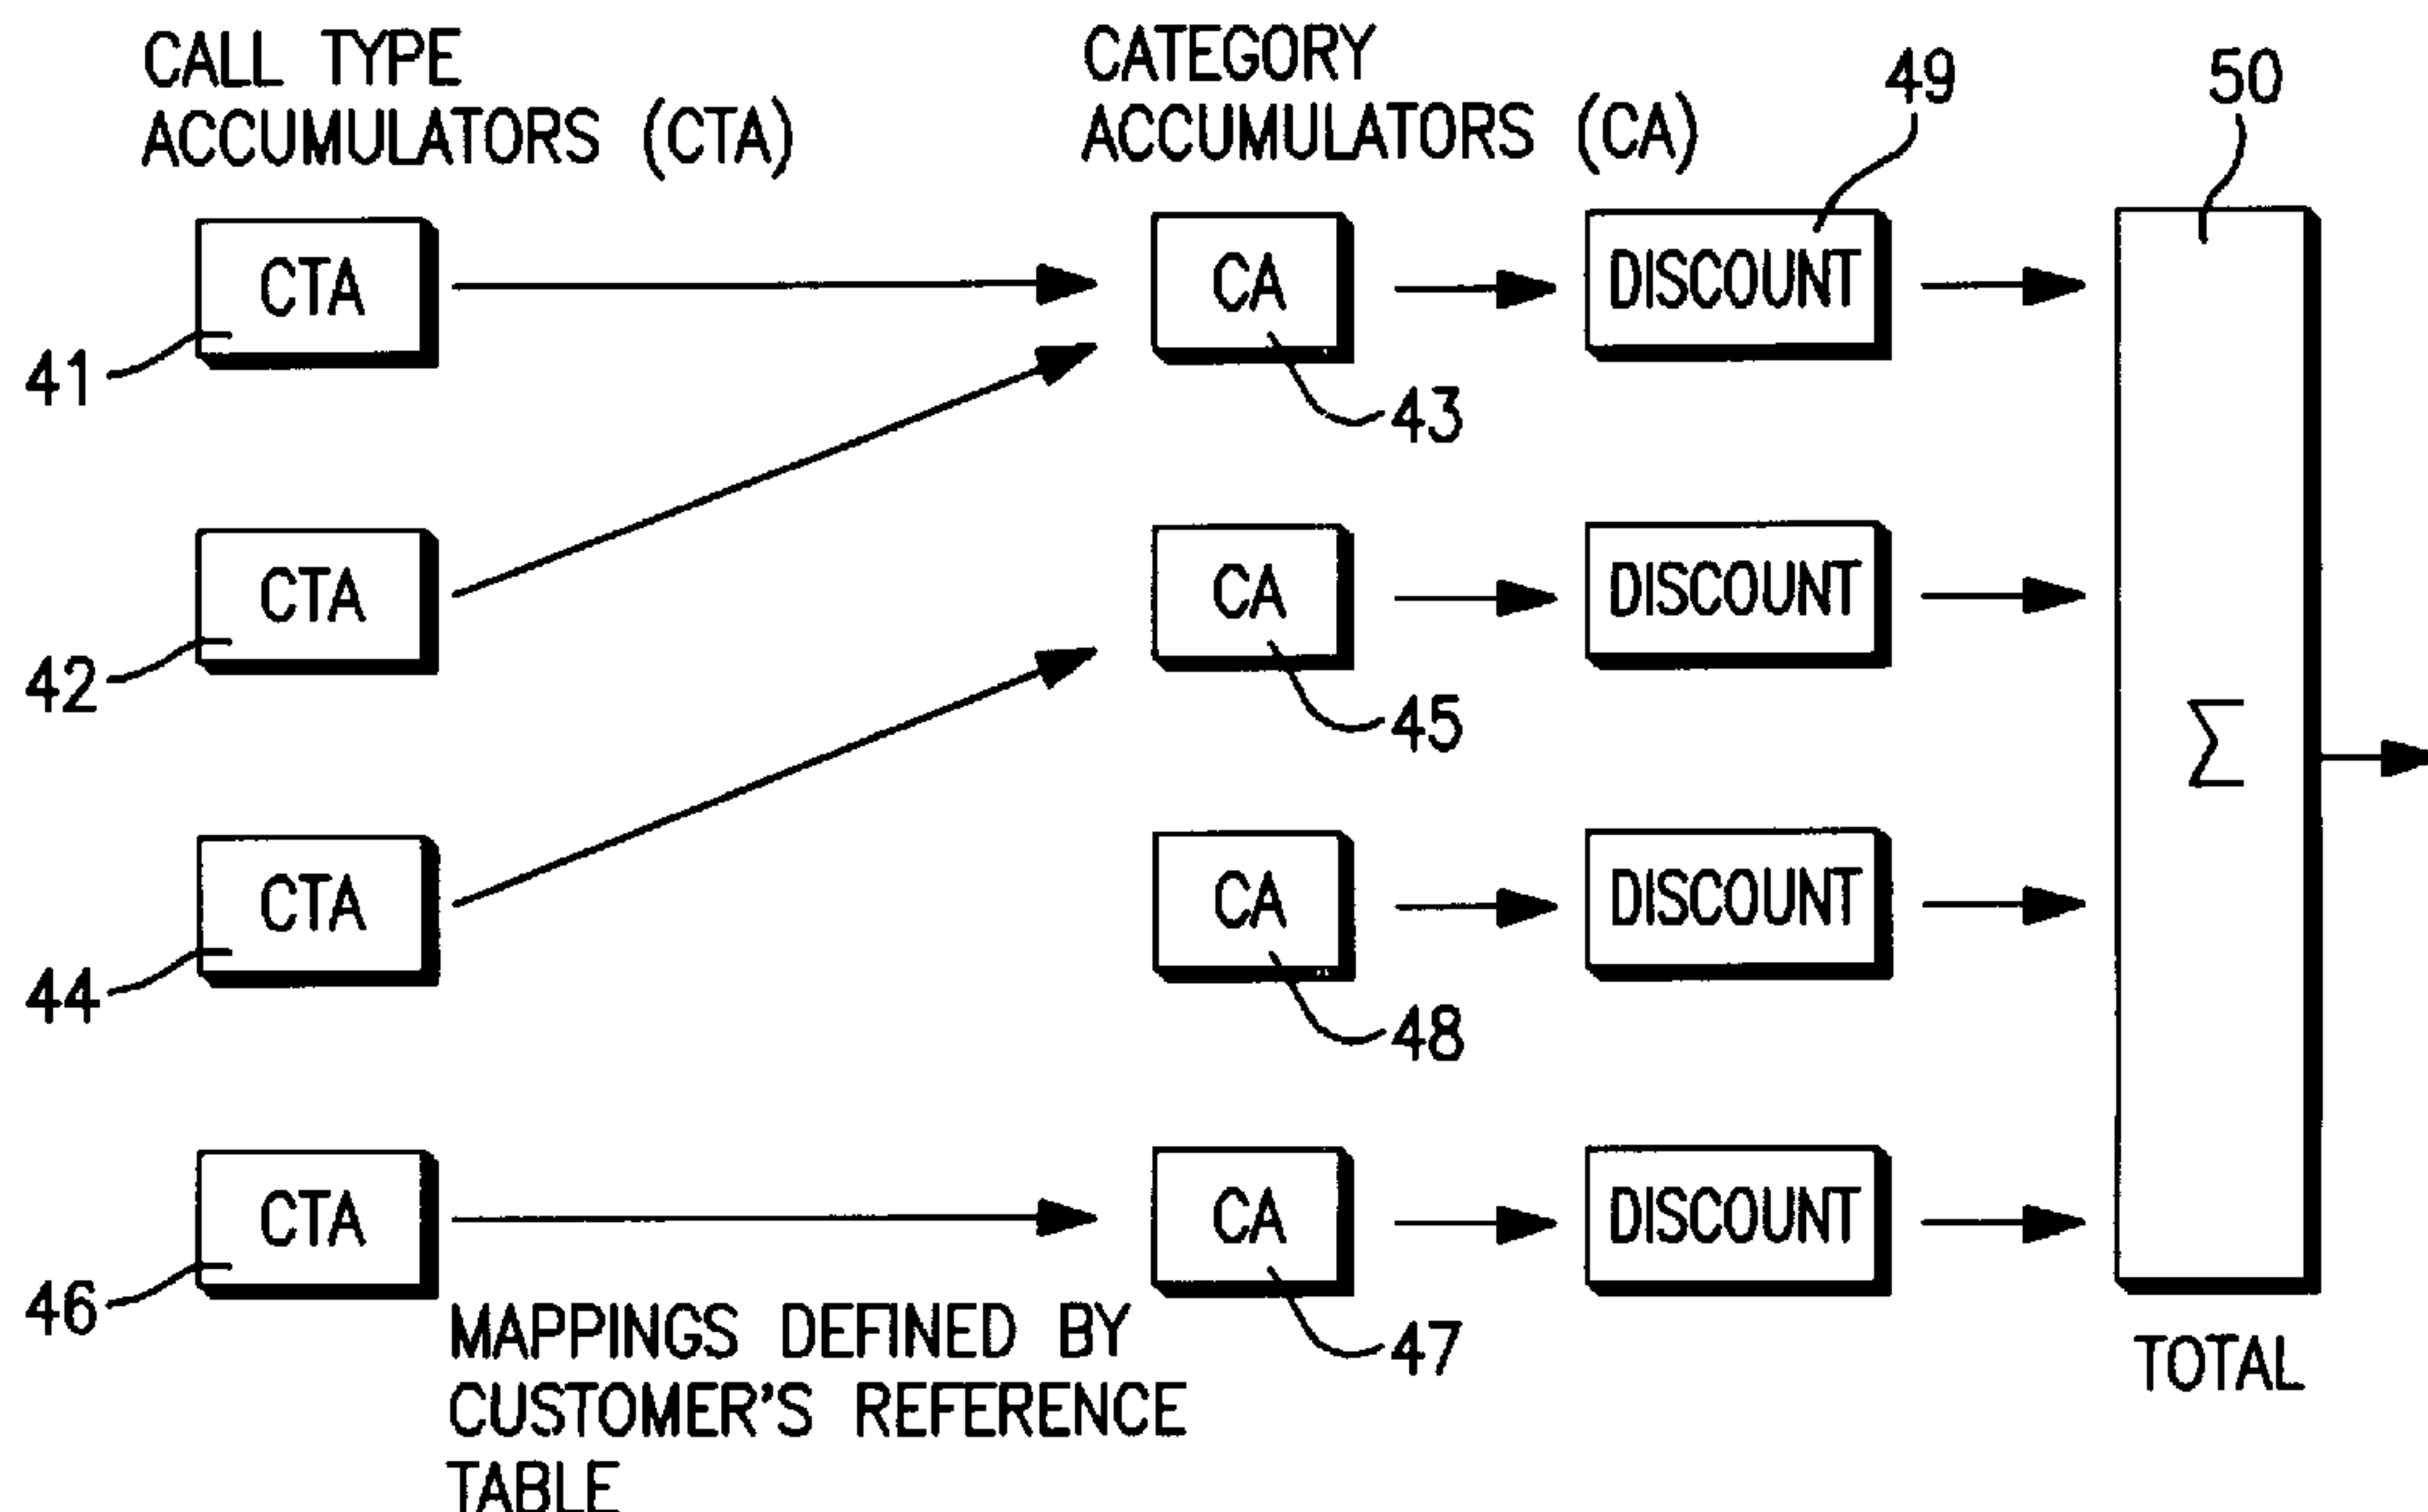 CALL TYPE
ACCUMULATORS (CTA)
CATEGORY
ACCUMULATORS (CA)
49
50
CTA
CA
DISCOUNT
41
43
CTA
CA
DISCOUNT
42
45
Σ
CTA
CA
DISCOUNT
44
48
CTA
CA
DISCOUNT
46
47
MAPPINGS DEFINED BY
CUSTOMER'S REFERENCE
TABLE
TOTAL